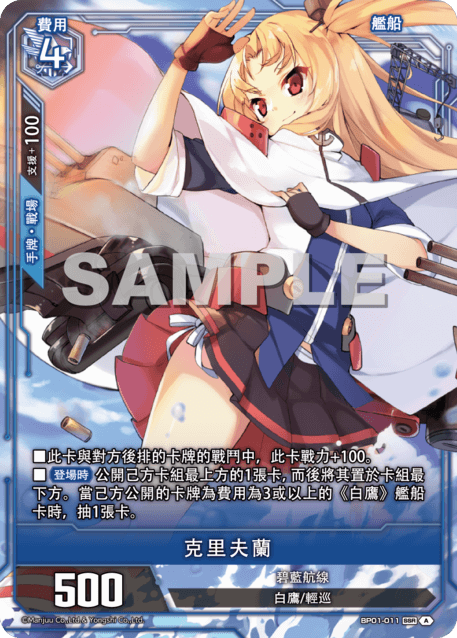 費用
4
艦船
支援+100
手牌・戰場
SAMPLE
■此卡與對方後排的卡牌的戰鬥中，此卡戰力+100。
■ 登場時 公開己方卡組最上方的1張卡，而後將其置於卡組最
下方。當己方公開的卡牌為費用為3或以上的《白鷹》艦船
卡時，抽1張卡。
克里夫蘭
500
碧藍航線
白鷹/輕巡
©Manjuu Co.,Ltd & Yongshi Co.,Ltd.
BP01-011 SSR A